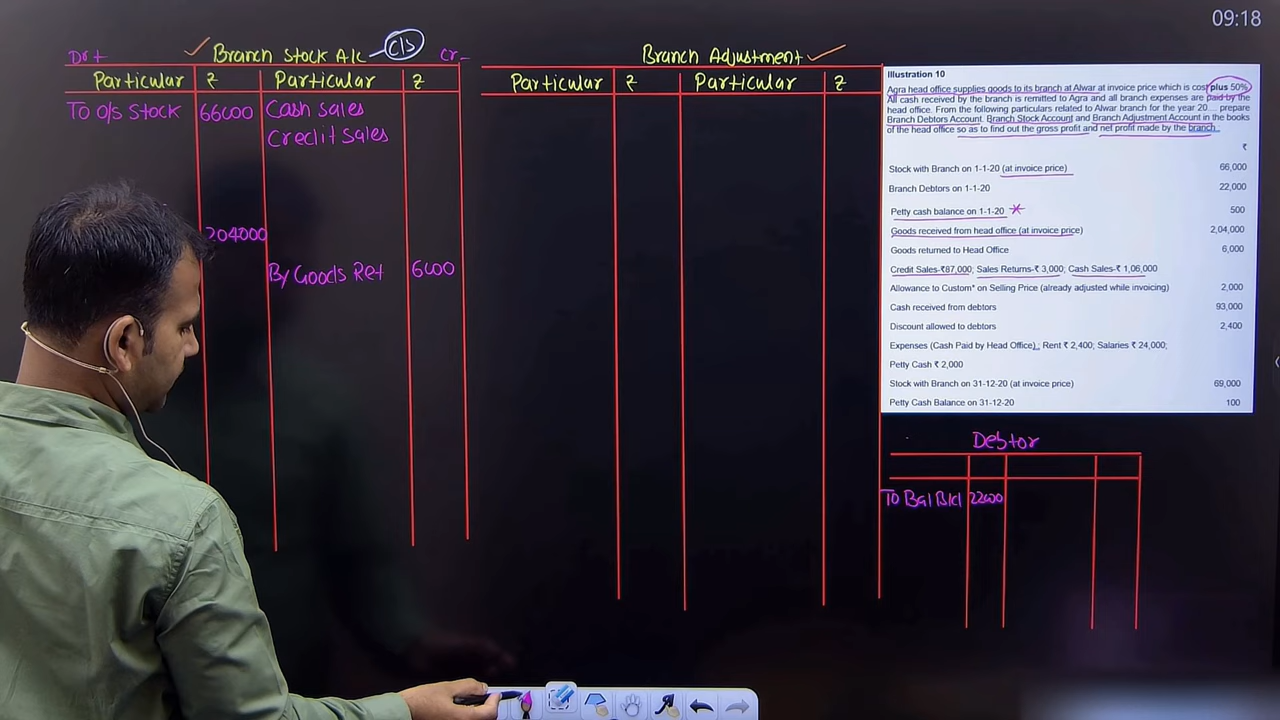 09:18
Dr + Branch Stock A/c C/S Cr -
Particular ₹ Particular ₹
To O/s Stock 66000 Cash Sales
Credit Sales
204000
By Goods Ret 6000
Branch Adjustment
Particular ₹ Particular ₹
Illustration 10
Agra head office supplies goods to its branch at Alwar at invoice price which is cost plus 50%.
All cash received by the branch is remitted to Agra and all branch expenses are paid by the
head office. From the following particulars related to Alwar branch for the year 20.... prepare
Branch Debtors Account, Branch Stock Account and Branch Adjustment Account in the books
of the head office so as to find out the gross profit and net profit made by the branch.
₹
Stock with Branch on 1-1-20 (at invoice price) 66,000
Branch Debtors on 1-1-20 22,000
Petty cash balance on 1-1-20 500
Goods received from head office (at invoice price) 2,04,000
Goods returned to Head Office 6,000
Credit Sales-₹87,000; Sales Returns-₹ 3,000; Cash Sales-₹ 1,06,000
Allowance to Custom* on Selling Price (already adjusted while invoicing) 2,000
Cash received from debtors 93,000
Discount allowed to debtors 2,400
Expenses (Cash Paid by Head Office) ; Rent ₹ 2,400; Salaries ₹ 24,000;
Petty Cash ₹ 2,000
Stock with Branch on 31-12-20 (at invoice price) 69,000
Petty Cash Balance on 31-12-20 100
Debtor
To Bal B/d 22000